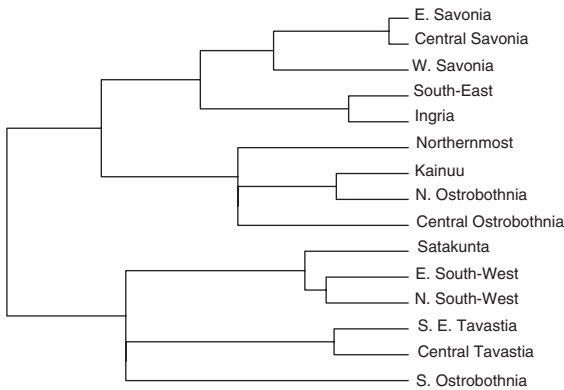 E. Savonia
Central Savonia
W. Savonia
South-East
Ingria
Northernmost
Kainuu
N. Ostrobothnia
Central Ostrobothnia
Satakunta
E. South-West
N. South-West
S. E. Tavastia
Central Tavastia
S. Ostrobothnia